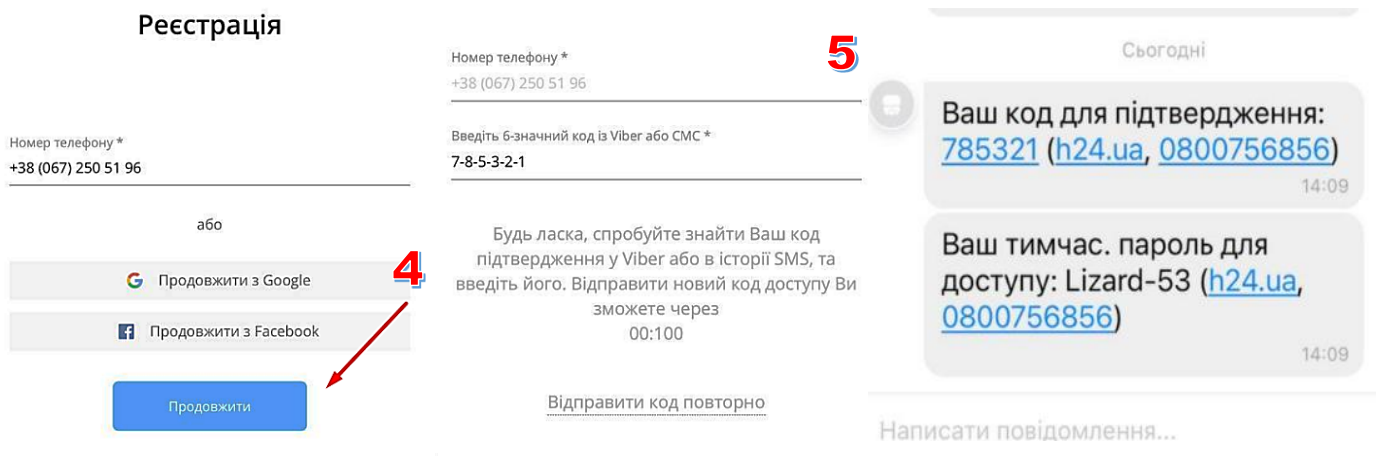 Реєстрація
Номер телефону *
+38 (067) 250 51 96
або
Продовжити з Google
Продовжити з Facebook
4
Продовжити
5
Номер телефону *
+38 (067) 250 51 96
Введіть 6-значний код із Viber або СМС *
7-8-5-3-2-1
Будь ласка, спробуйте знайти Ваш код
підтвердження у Viber або в історії SMS, та
введіть його. Відправити новий код доступу Ви
зможете через
00:100
Відправити код повторно
Сьогодні
Ваш код для підтвердження:
785321 (h24.ua, 0800756856)
14:09
Ваш тимчас. пароль для
доступу: Lizard-53 (h24.ua,
0800756856)
14:09
Написати повідомлення...